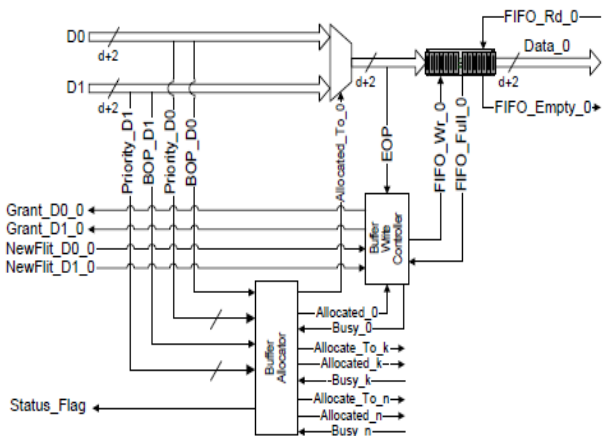 FIFO_Rd_0
D0
d+2
d+2
Data_0
D1
d+2
d+2
FIFO_Empty_0
Priority_D1
BOP_D1
Priority_D0
BOP_D0
Allocated_To_0
EOP
FIFO_Wr_0
FIFO_Full_0
Grant_D0_0
Grant_D1_0
NewFlit_D0_0
NewFlit_D1_0
Buffer
Write
Controller
Allocated_0
Busy_0
Buffer
Allocator
Allocate_To_k
Allocated_k
Busy_k
Status_Flag
Allocate_To_n
Allocated_n
Busy_n